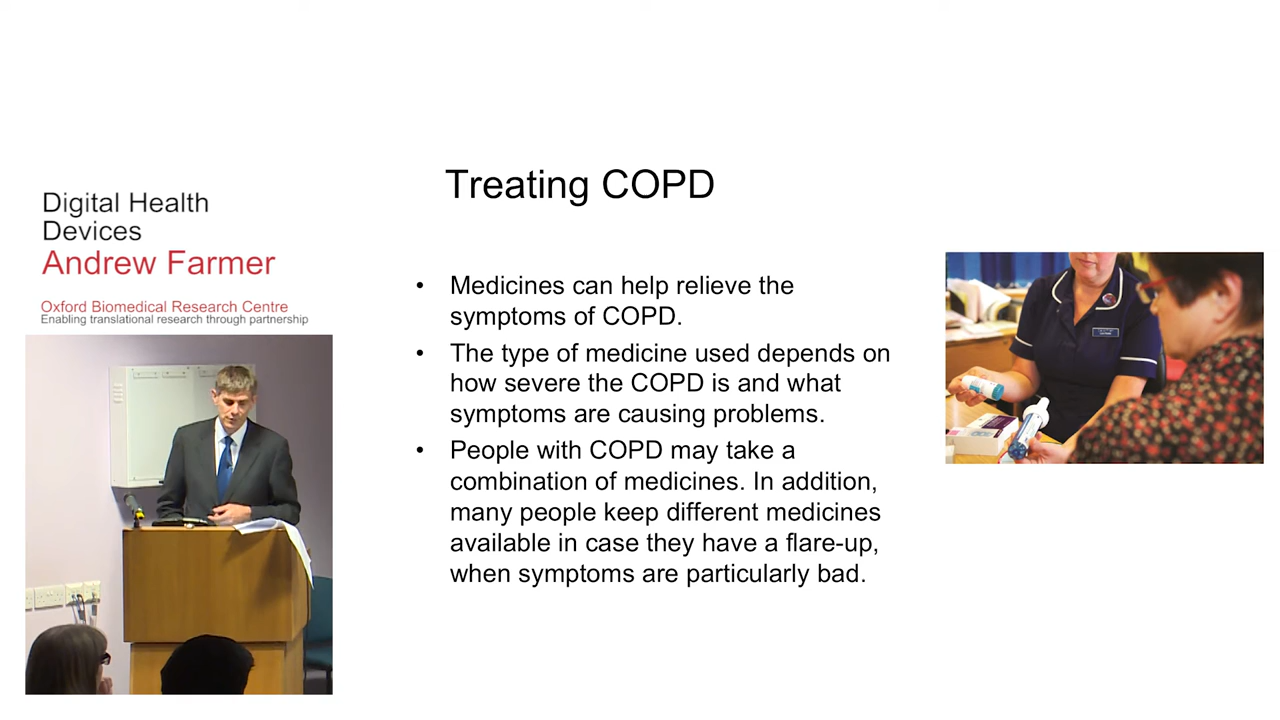 Digital Health
Devices
Andrew Farmer
Oxford Biomedical Research Centre
Enabling translational research through partnership
Treating COPD
• Medicines can help relieve the
symptoms of COPD.
• The type of medicine used depends on
how severe the COPD is and what
symptoms are causing problems.
• People with COPD may take a
combination of medicines. In addition,
many people keep different medicines
available in case they have a flare-up,
when symptoms are particularly bad.